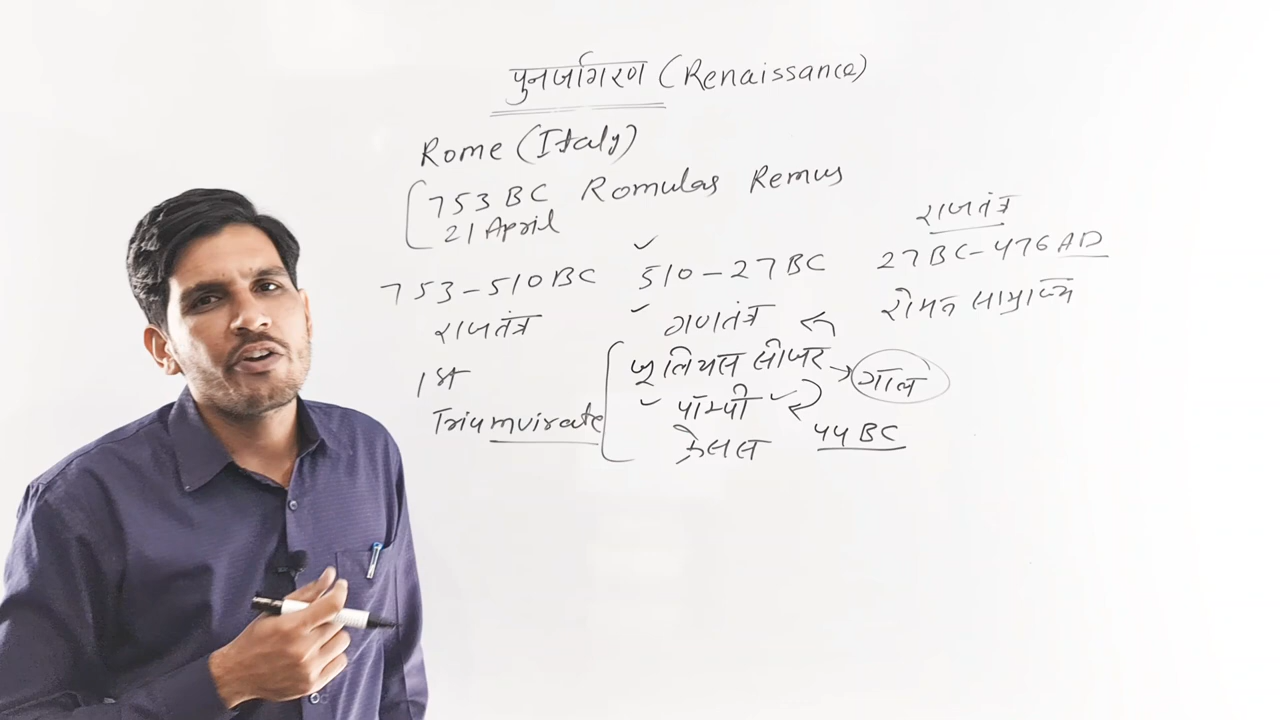 पुनर्जागरण (Renaissance)
Rome (Italy)
753 BC Romulas Remus
21 April
753-510 BC
राजतंत्र
510-27 BC
गणतंत्र
राजतंत्र
27 BC-476 AD
रोमन साम्राज्य
1st
Triumvirate
जूलियस सीजर → गाल
पॉम्पी
क्रेसस
44 BC